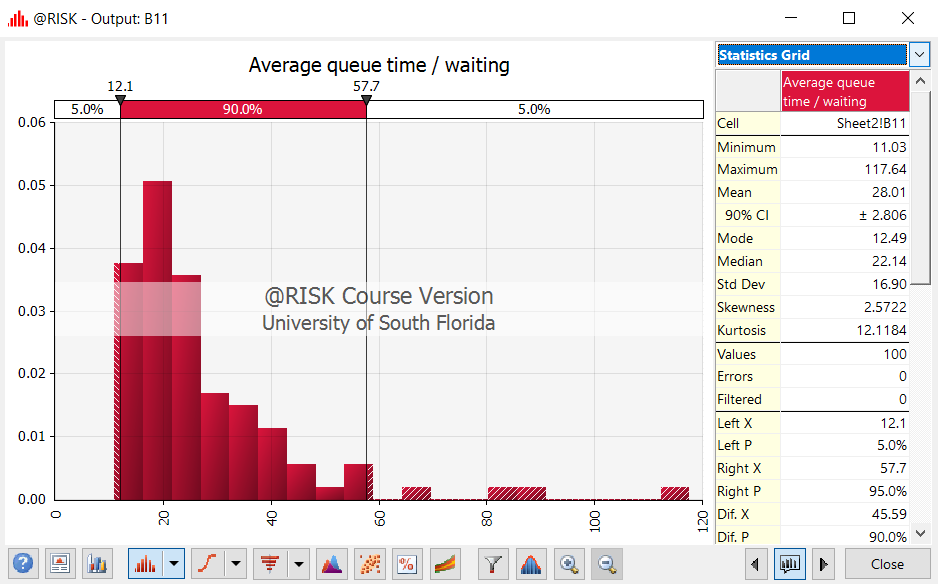 @RISK - Output: B11
Average queue time / waiting
12.1 57.7
5.0% 90.0% 5.0%
0.06
0.05
0.04
0.03
0.02
0.01
0.00
@RISK Course Version
University of South Florida
0 20 40 60 80 100 120
Statistics Grid
Average queue
time / waiting
Cell Sheet2!B11
Minimum 11.03
Maximum 117.64
Mean 28.01
90% CI ± 2.806
Mode 12.49
Median 22.14
Std Dev 16.90
Skewness 2.5722
Kurtosis 12.1184
Values 100
Errors 0
Filtered 0
Left X 12.1
Left P 5.0%
Right X 57.7
Right P 95.0%
Dif. X 45.59
Dif. P 90.0%
Close